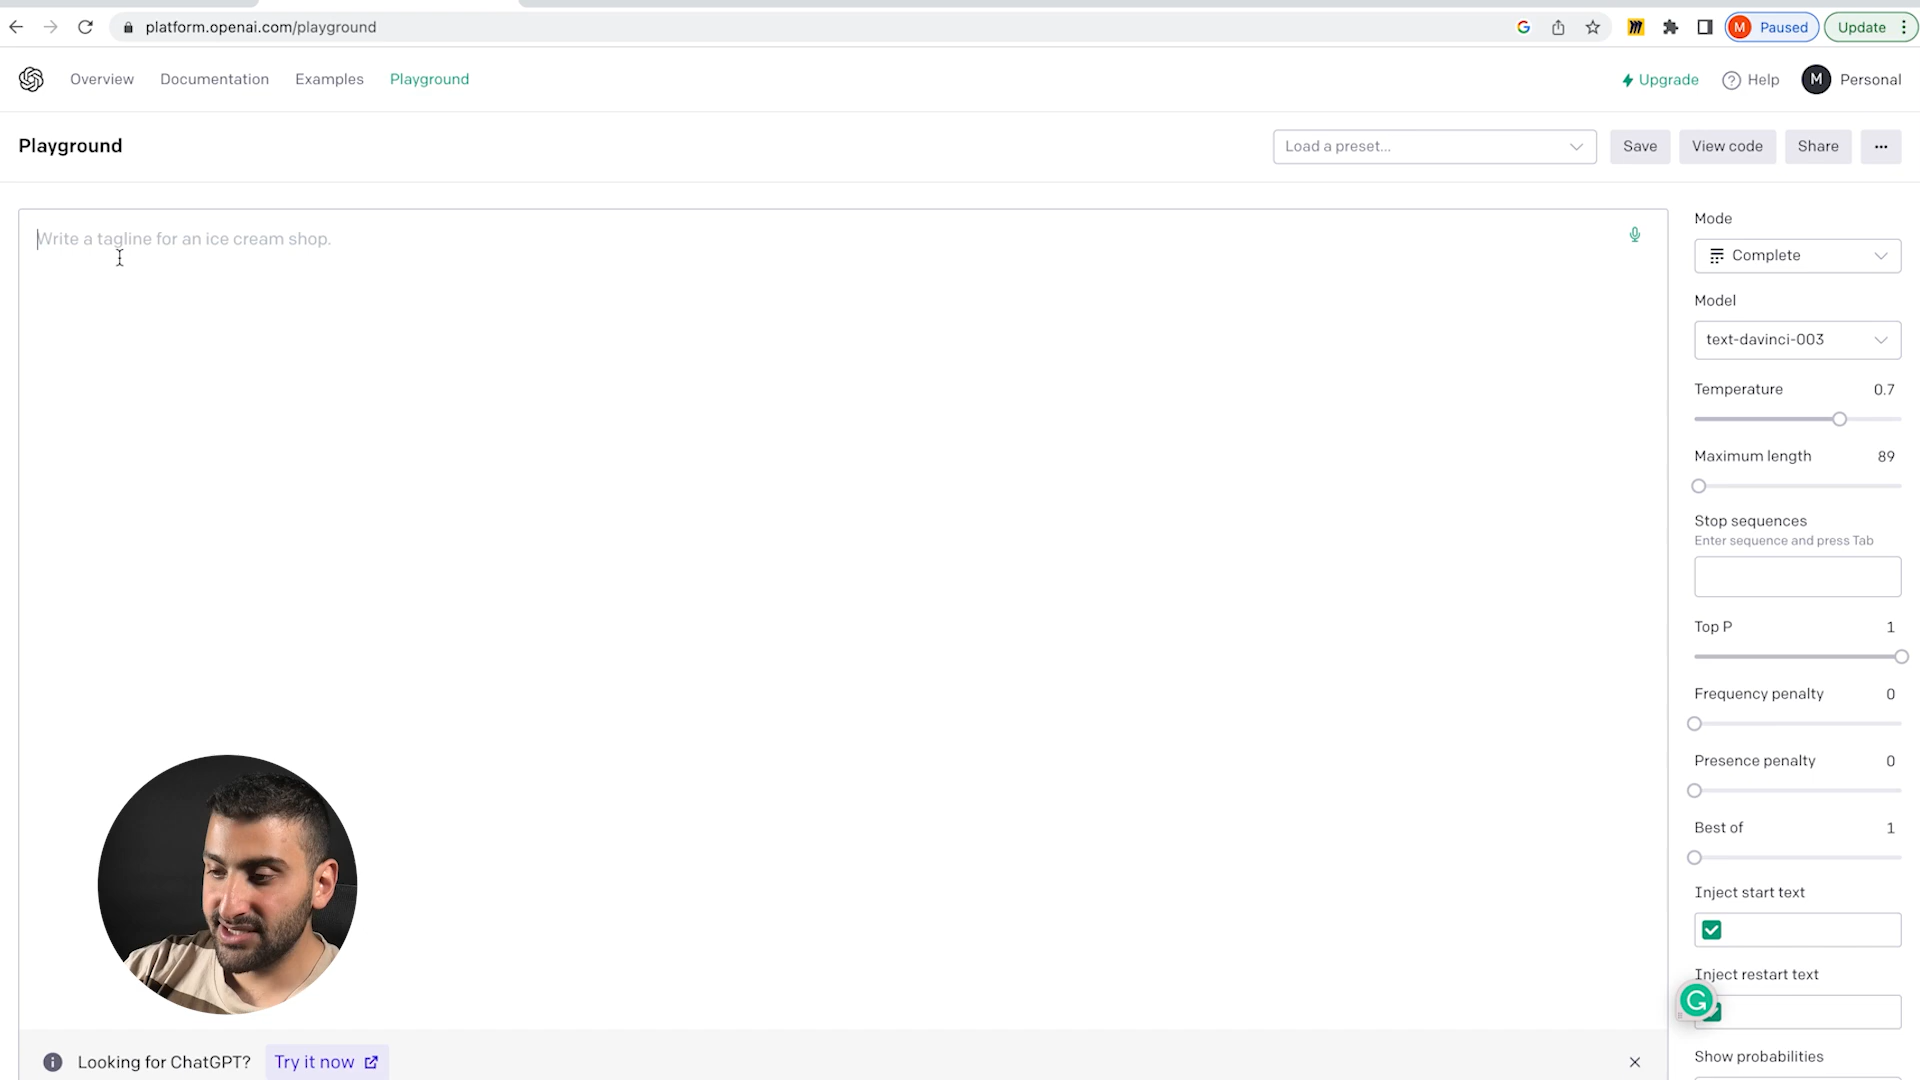 platform.openai.com/playground
M Paused
Update
Overview Documentation Examples Playground
Upgrade Help M Personal
Playground
Load a preset... Save View code Share ...
Write a tagline for an ice cream shop.
Mode
Complete
Model
text-davinci-003
Temperature 0.7
Maximum length 89
Stop sequences
Enter sequence and press Tab
Top P 1
Frequency penalty 0
Presence penalty 0
Best of 1
Inject start text
Inject restart text
Show probabilities
Looking for ChatGPT? Try it now